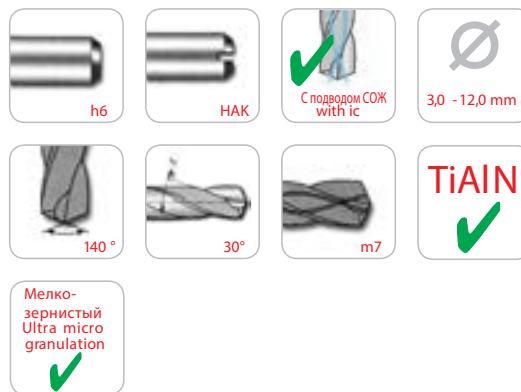 h6
HAK
С подводом СОЖ
with ic
3,0 - 12,0 mm
140 °
30°
m7
TiAlN
Мелко-
зернистый
Ultra micro
granulation